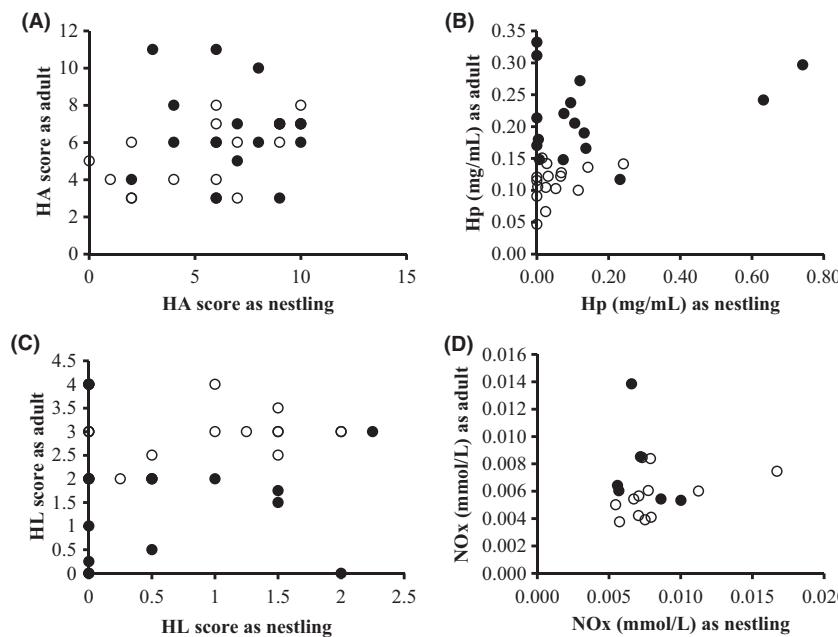 (A)
12
10
8
6
4
2
0
0 5 10 15
HA score as adult
HA score as nestling
(B)
0.35
0.30
0.25
0.20
0.15
0.10
0.05
0.00
0.00 0.20 0.40 0.60 0.80
Hp (mg/mL) as adult
Hp (mg/mL) as nestling
(C)
4.5
4
3.5
3
2.5
2
1.5
1
0.5
0
0 0.5 1 1.5 2 2.5
HL score as adult
HL score as nestling
(D)
0.016
0.014
0.012
0.010
0.008
0.006
0.004
0.002
0.000
0.000 0.005 0.010 0.015 0.020
NOx (mmol/L) as adult
NOx (mmol/L) as nestling